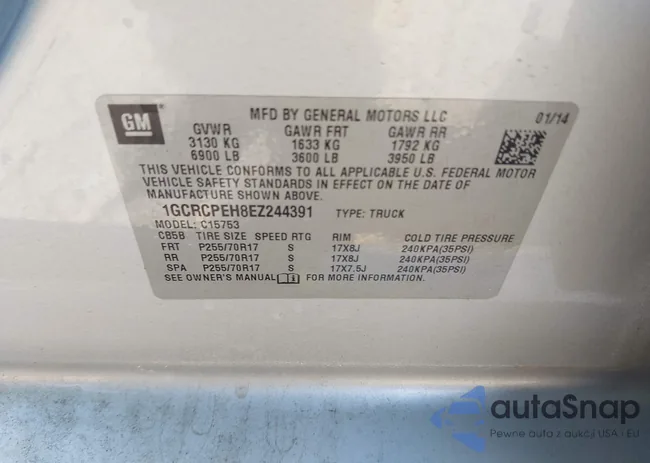 GM
MFD BY GENERAL MOTORS LLC 01/14
GVWR GAWR FRT GAWR RR
3130 KG 1633 KG 1792 KG
6900 LB 3600 LB 3950 LB
THIS VEHICLE CONFORMS TO ALL APPLICABLE U.S. FEDERAL MOTOR
VEHICLE SAFETY STANDARDS IN EFFECT ON THE DATE OF
MANUFACTURE SHOWN ABOVE.
1GCRCPEH8EZ244391 TYPE: TRUCK
MODEL: C15753
CB5B TIRE SIZE SPEED RTG RIM COLD TIRE PRESSURE
FRT P255/70R17 S 17X8J 240KPA(35PSI)
RR P255/70R17 S 17X8J 240KPA(35PSI)
SPA P255/70R17 S 17X7.5J 240KPA(35PSI)
SEE OWNER'S MANUAL FOR MORE INFORMATION.
autaSnap
Pewne auta z aukcji USA i EU